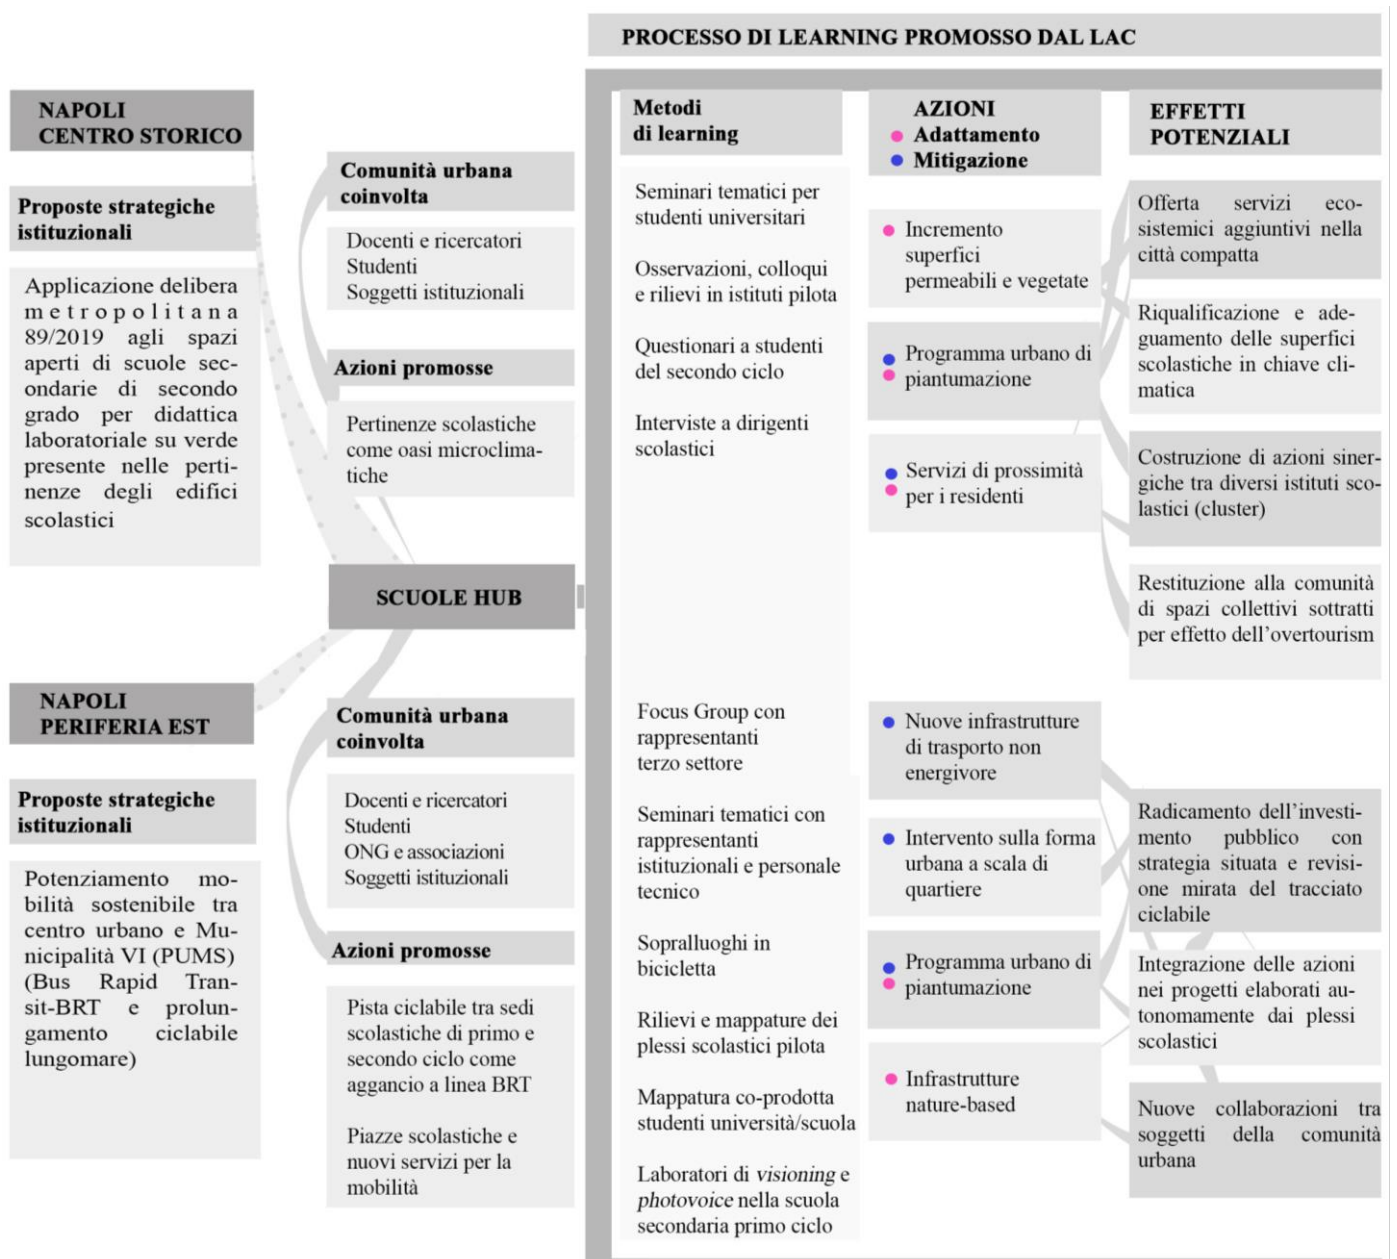 PROCESSO DI LEARNING PROMOSSO DAL LAC
NAPOLI
CENTRO STORICO
Proposte strategiche
istituzionali
Applicazione delibera
metropolitana
89/2019 agli spazi
aperti di scuole sec-
ondarie di secondo
grado per didattica
laboratoriale su verde
presente nelle perti-
nenze degli edifici
scolastici
Comunità urbana
coinvolta
Docenti e ricercatori
Studenti
Soggetti istituzionali
Azioni promosse
Pertinenze scolastiche
come oasi microclima-
tiche
SCUOLE HUB
NAPOLI
PERIFERIA EST
Proposte strategiche
istituzionali
Potenziamento mo-
bilità sostenibile tra
centro urbano e Mu-
nicipalità VI (PUMS)
(Bus Rapid Tran-
sit-BRT e prolun-
gamento ciclabile
lungomare)
Comunità urbana
coinvolta
Docenti e ricercatori
Studenti
ONG e associazioni
Soggetti istituzionali
Azioni promosse
Pista ciclabile tra sedi
scolastiche di primo e
secondo ciclo come
aggancio a linea BRT
Piazze scolastiche e
nuovi servizi per la
mobilità
Metodi
di learning
Seminari tematici per
studenti universitari
Osservazioni, colloqui
e rilievi in istituti pilota
Questionari a studenti
del secondo ciclo
Interviste a dirigenti
scolastici
Focus Group con
rappresentanti
terzo settore
Seminari tematici con
rappresentanti
istituzionali e personale
tecnico
Sopralluoghi in
bicicletta
Rilievi e mappature dei
plessi scolastici pilota
Mappatura co-prodotta
studenti università/scuola
Laboratori di visioning e
photovoice nella scuola
secondaria primo ciclo
AZIONI
Adattamento
Mitigazione
Incremento
superfici
permeabili e vegetate
Programma urbano di
piantumazione
Servizi di prossimità
per i residenti
Nuove infrastrutture
di trasporto non
energivore
Intervento sulla forma
urbana a scala di
quartiere
Programma urbano di
piantumazione
Infrastrutture
nature-based
EFFETTI
POTENZIALI
Offerta servizi eco-
sistemici aggiuntivi nella
città compatta
Riqualificazione e ade-
guamento delle superfici
scolastiche in chiave cli-
matica
Costruzione di azioni siner-
giche tra diversi istituti sco-
lastici (cluster)
Restituzione alla comunità
di spazi collettivi sottratti
per effetto dell’overtourism
Radicamento dell’investi-
mento pubblico con
strategia situata e revisi-
one mirata del tracciato
ciclabile
Integrazione delle azioni
nei progetti elaborati au-
tonomamente dai plessi
scolastici
Nuove collaborazioni tra
soggetti della comunità
urbana